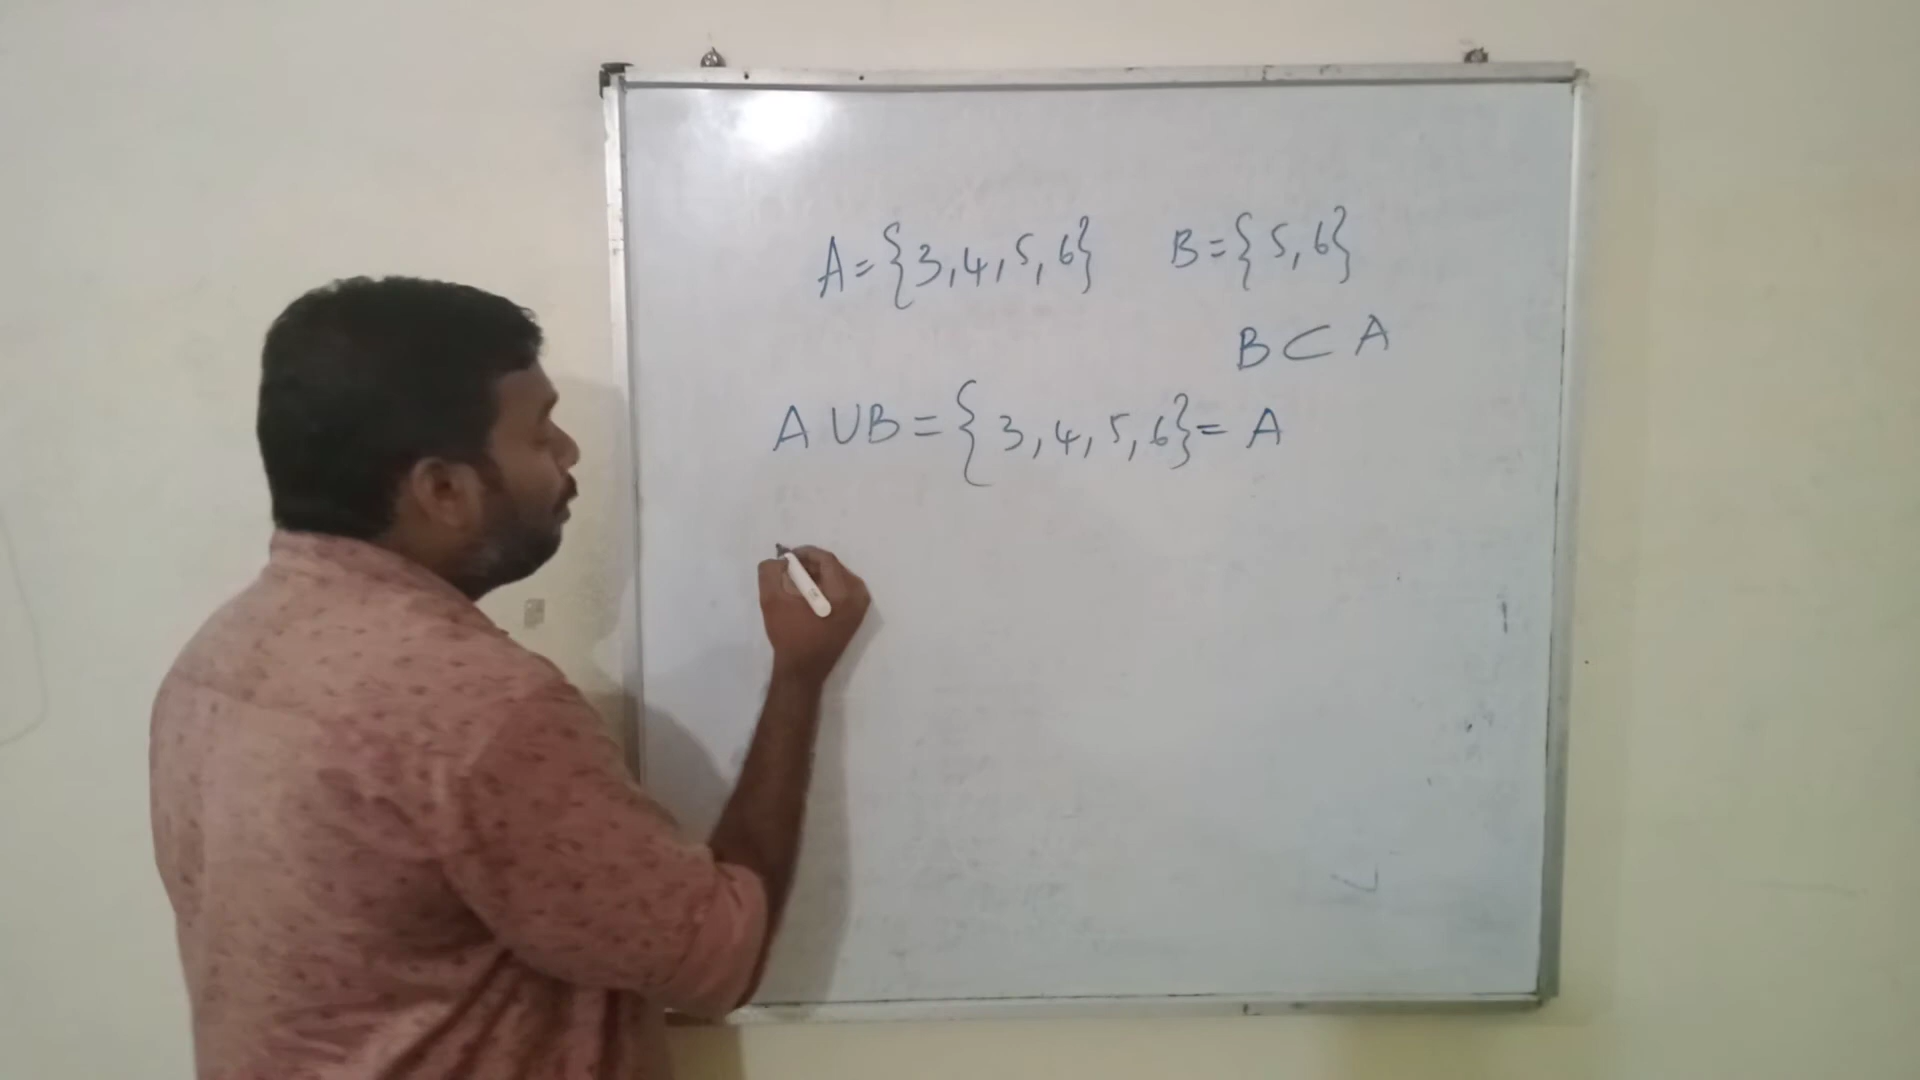 A = {3, 4, 5, 6} B = {5, 6}
B ⊂ A
A ∪ B = {3, 4, 5, 6} = A